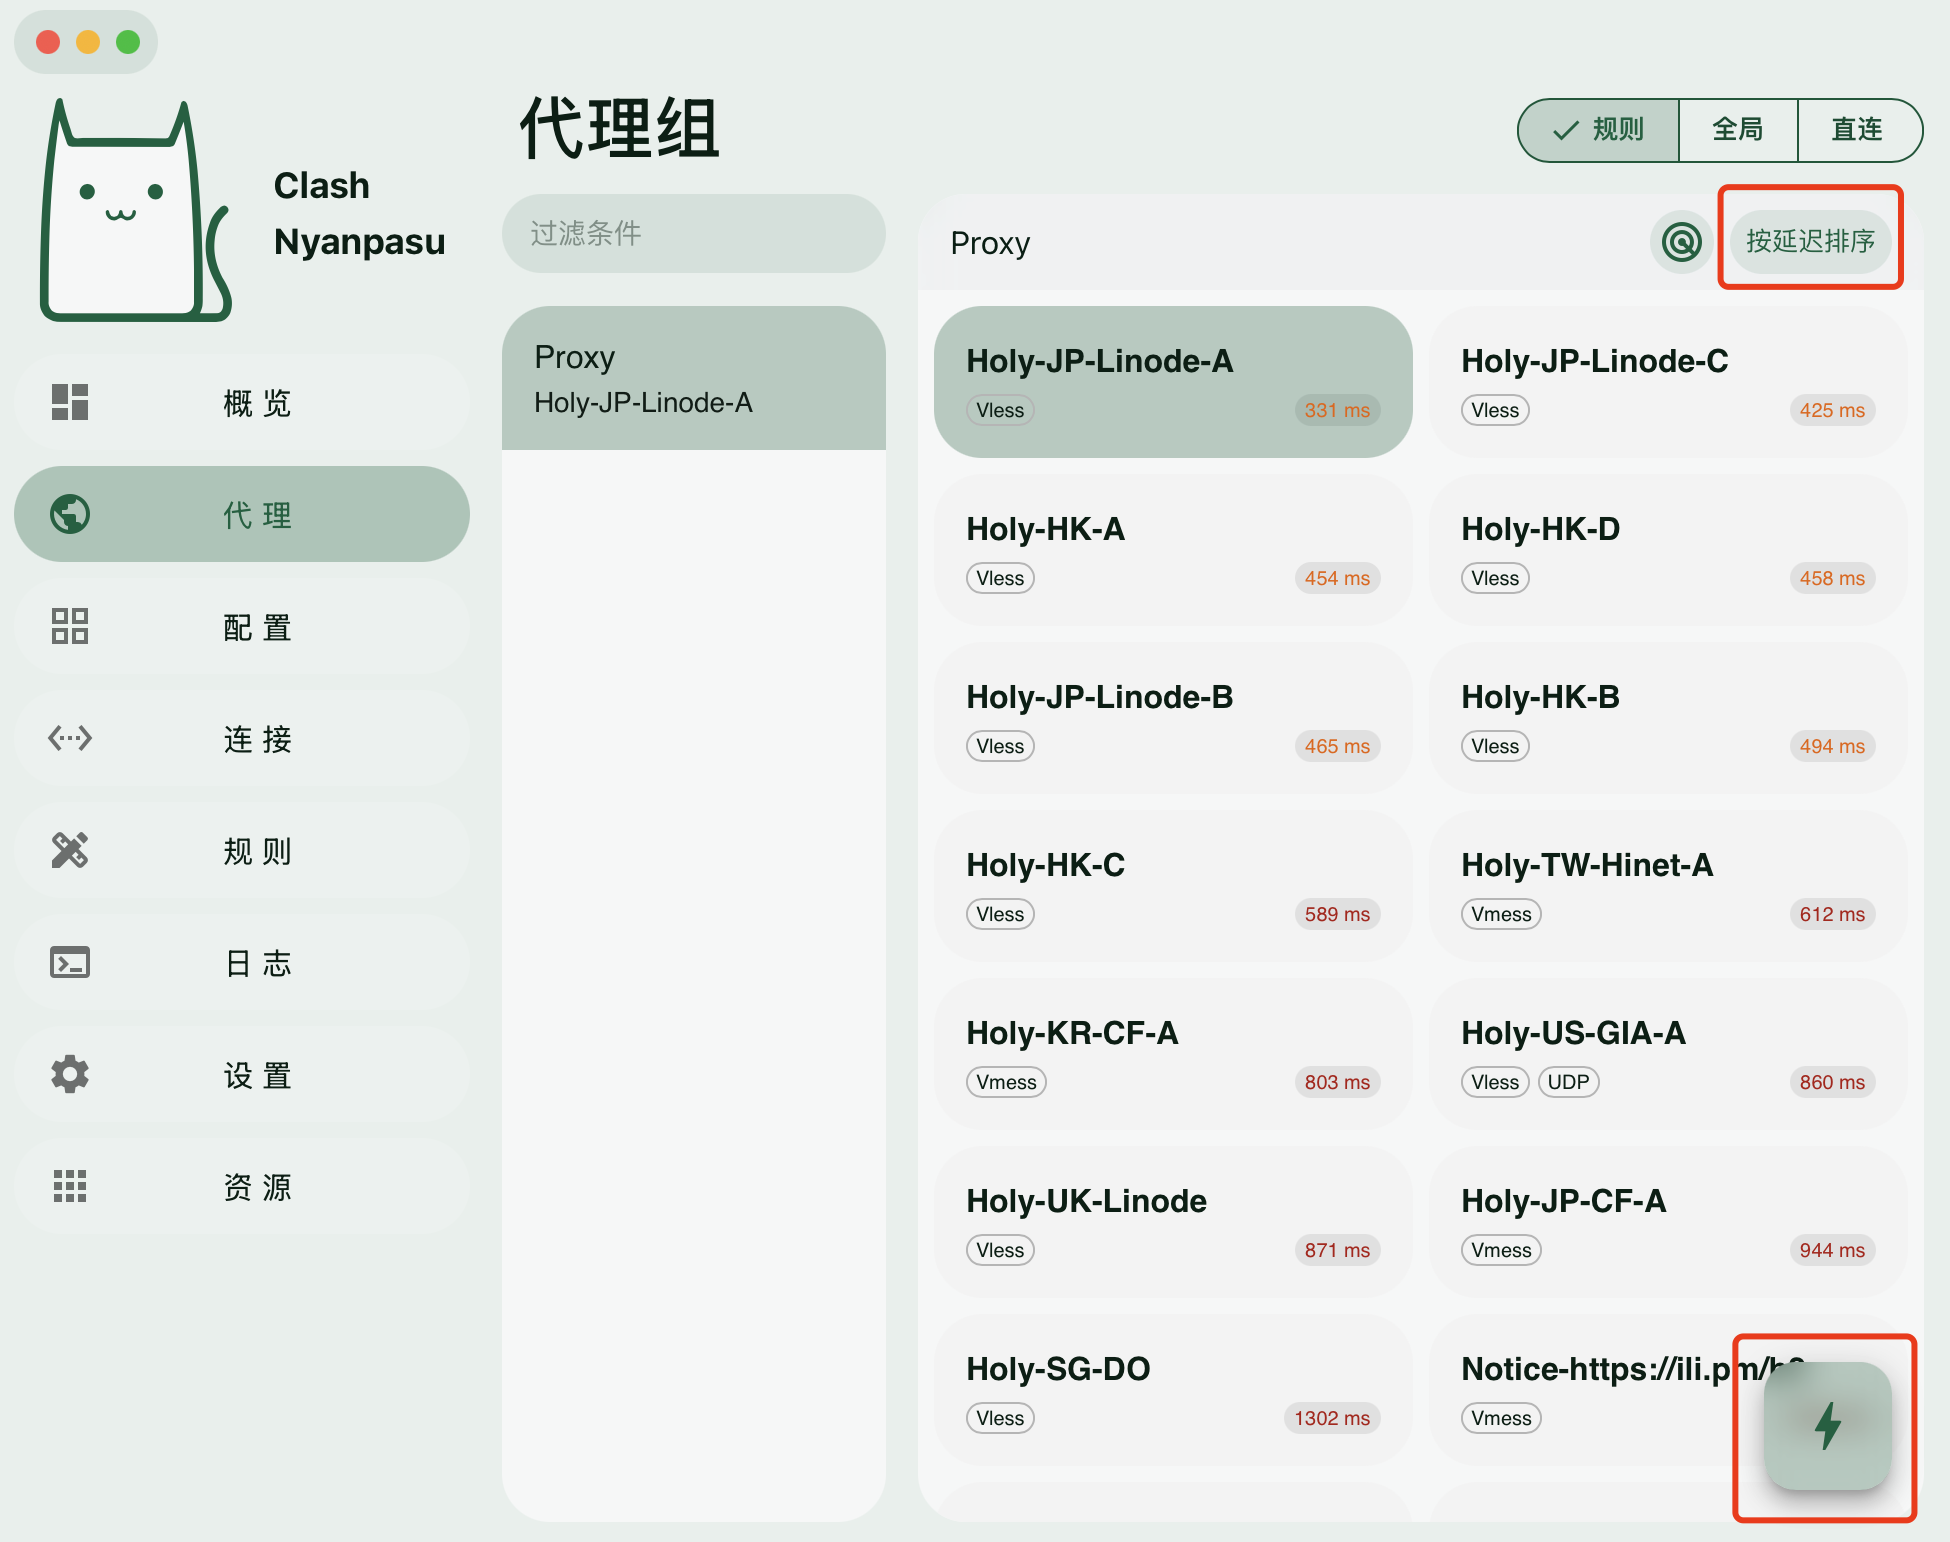 Clash
Nyanpasu
概览
代理
配置
连接
规则
日志
设置
资源
代理组
规则
全局
直连
过滤条件
Proxy
Holy-JP-Linode-A
Proxy
按延迟排序
Holy-JP-Linode-A
Vless
331 ms
Holy-JP-Linode-C
Vless
425 ms
Holy-HK-A
Vless
454 ms
Holy-HK-D
Vless
458 ms
Holy-JP-Linode-B
Vless
465 ms
Holy-HK-B
Vless
494 ms
Holy-HK-C
Vless
589 ms
Holy-TW-Hinet-A
Vmess
612 ms
Holy-KR-CF-A
Vmess
803 ms
Holy-US-GIA-A
Vless
UDP
860 ms
Holy-UK-Linode
Vless
871 ms
Holy-JP-CF-A
Vmess
944 ms
Holy-SG-DO
Vless
1302 ms
Notice-https://ili.pm/
Vmess